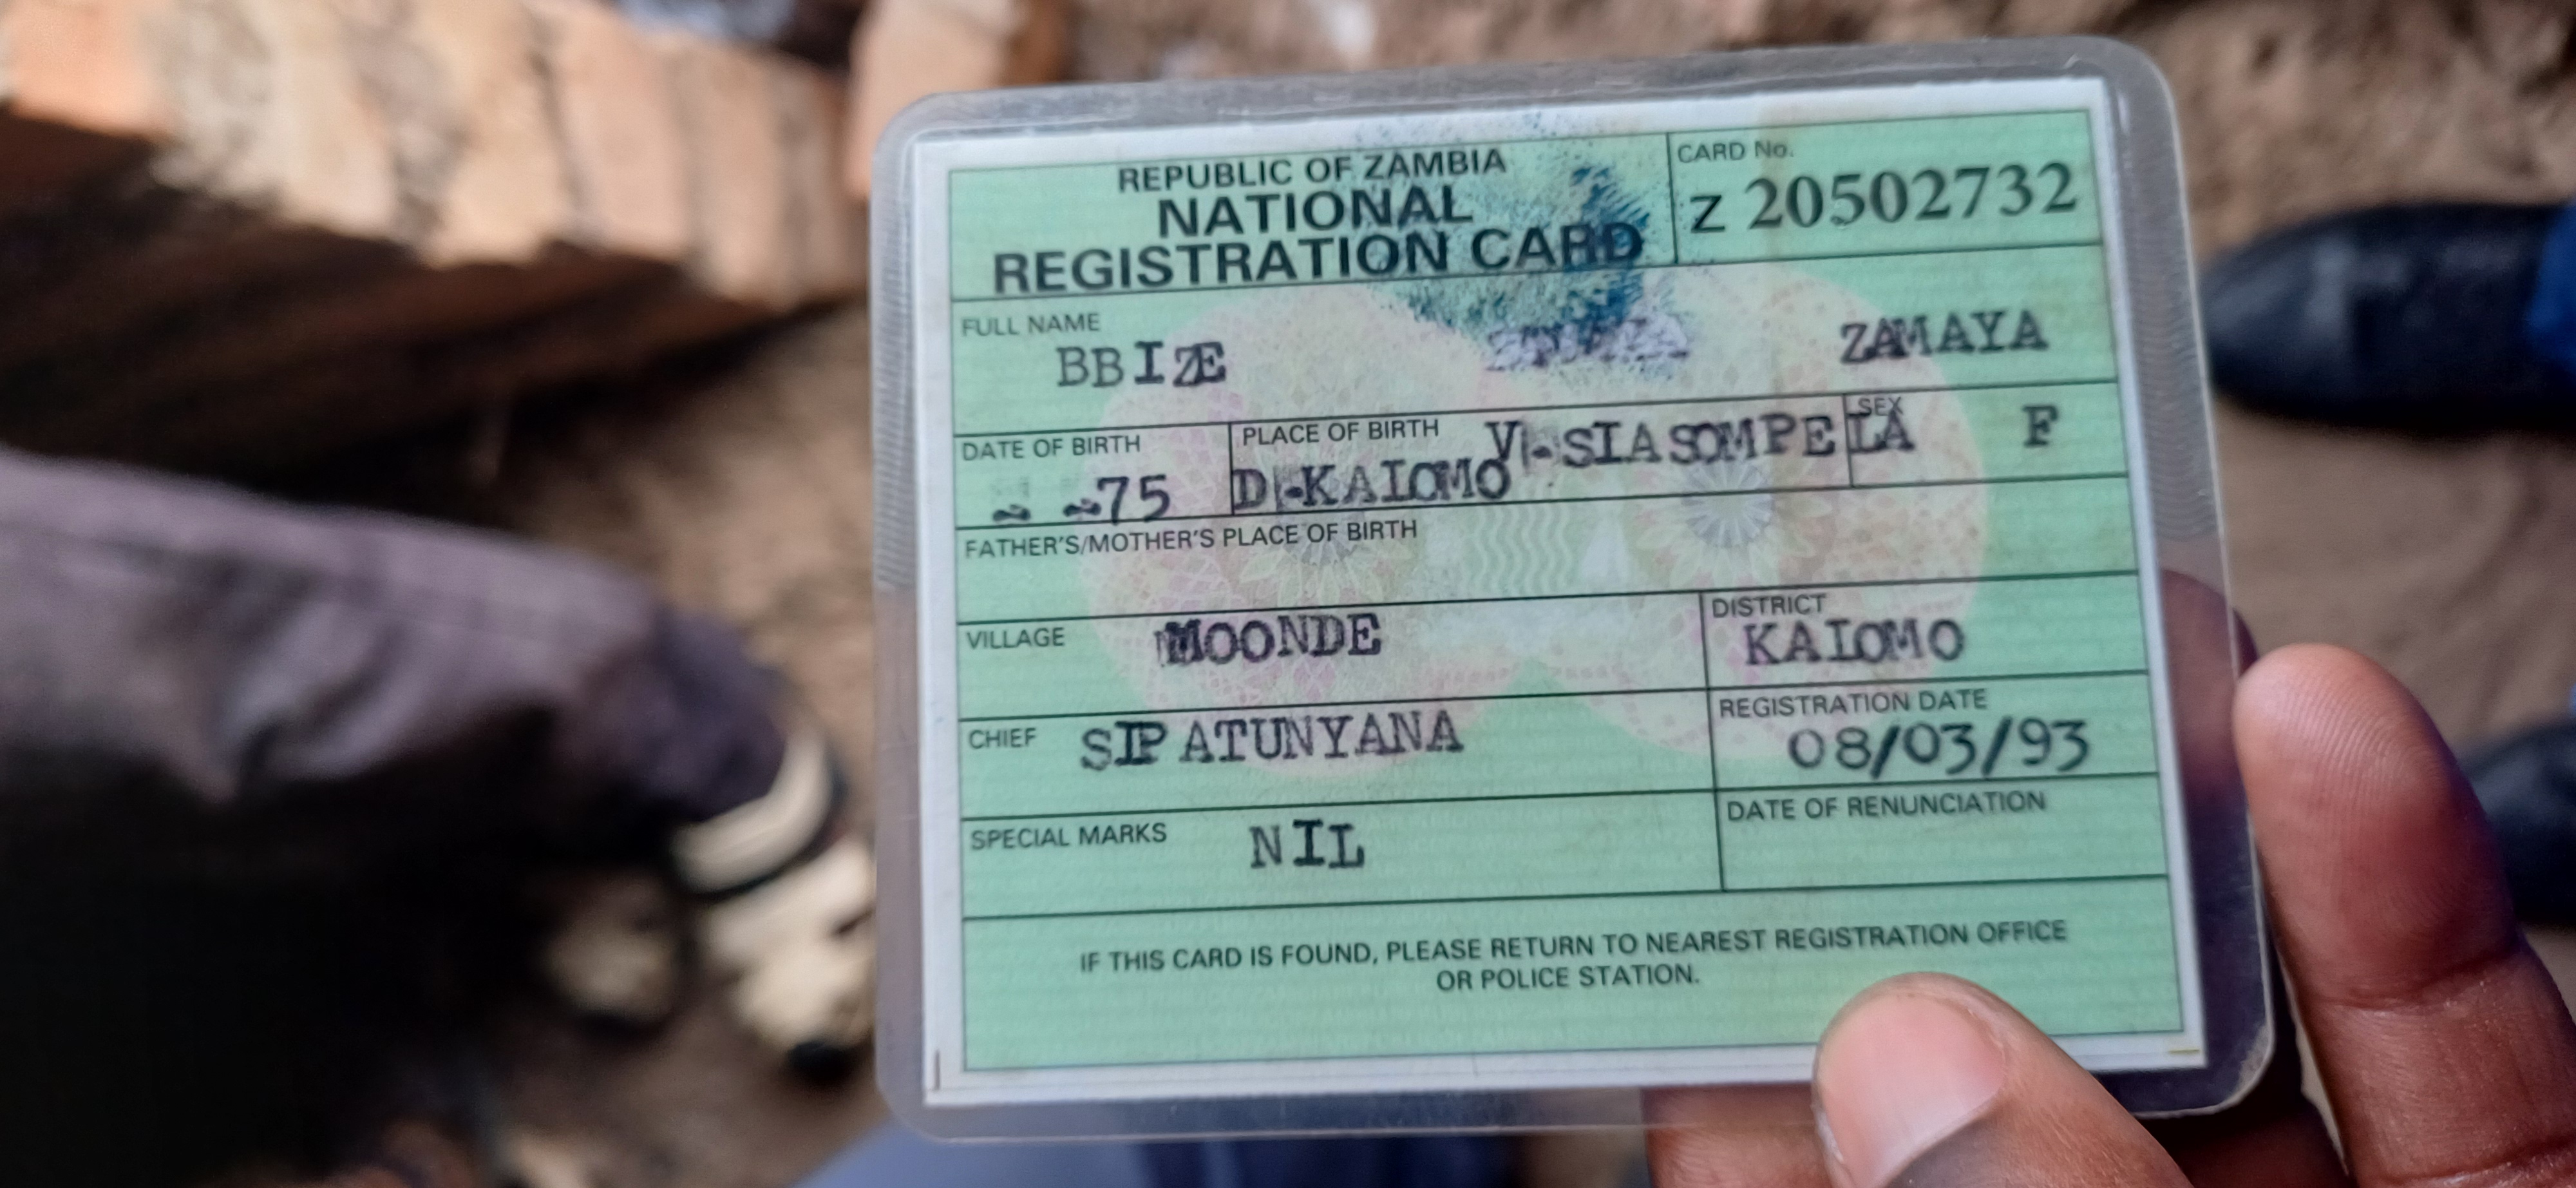 REPUBLIC OF ZAMBIA
NATIONAL
REGISTRATION CARD
CARD No.
Z 20502732
FULL NAME
BBIZE ZAMAYA
DATE OF BIRTH
- -75
PLACE OF BIRTH V-SIASOMPELA
D-KALOMO
SEX
F
FATHER'S/MOTHER'S PLACE OF BIRTH
VILLAGE MOONDE
DISTRICT
KALOMO
CHIEF SIPATUNYANA
REGISTRATION DATE
08/03/93
SPECIAL MARKS NIL
DATE OF RENUNCIATION
IF THIS CARD IS FOUND, PLEASE RETURN TO NEAREST REGISTRATION OFFICE
OR POLICE STATION.